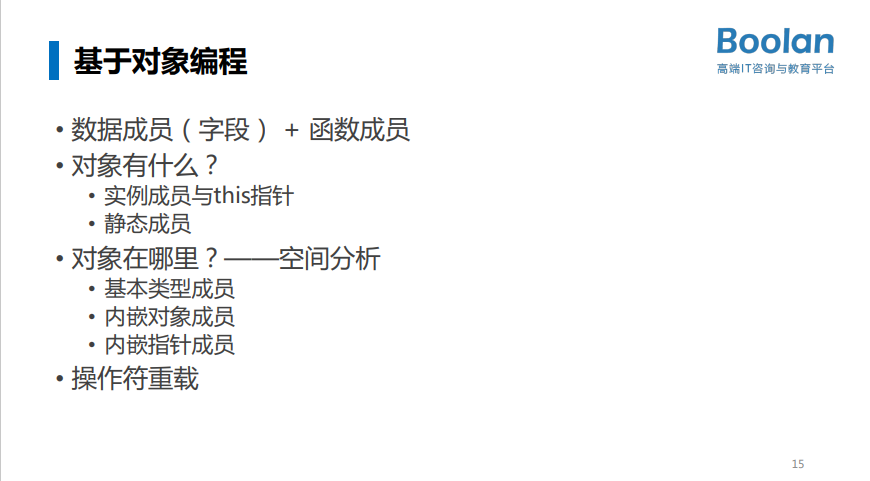 Boolan
高端IT咨询与教育平台
基于对象编程
• 数据成员（字段） + 函数成员
• 对象有什么？
• 实例成员与this指针
• 静态成员
• 对象在哪里？——空间分析
• 基本类型成员
• 内嵌对象成员
• 内嵌指针成员
• 操作符重载
15